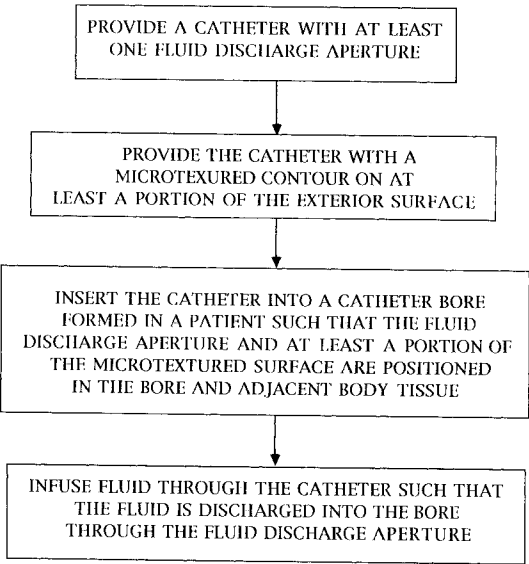 PROVIDE A CATHETER WITH AT LEAST
ONE FLUID DISCHARGE APERTURE
PROVIDE THE CATHETER WITH A
MICROTEXURED CONTOUR ON AT
LEAST A PORTION OF THE EXTERIOR SURFACE
INSERT THE CATHETER INTO A CATHETER BORE
FORMED IN A PATIENT SUCH THAT THE FLUID
DISCHARGE APERTURE AND AT LEAST A PORTION OF
THE MICROTEXTURED SURFACE ARE POSITIONED
IN THE BORE AND ADJACENT BODY TISSUE
INFUSE FLUID THROUGH THE CATHETER SUCH THAT
THE FLUID IS DISCHARGED INTO THE BORE
THROUGH THE FLUID DISCHARGE APERTURE